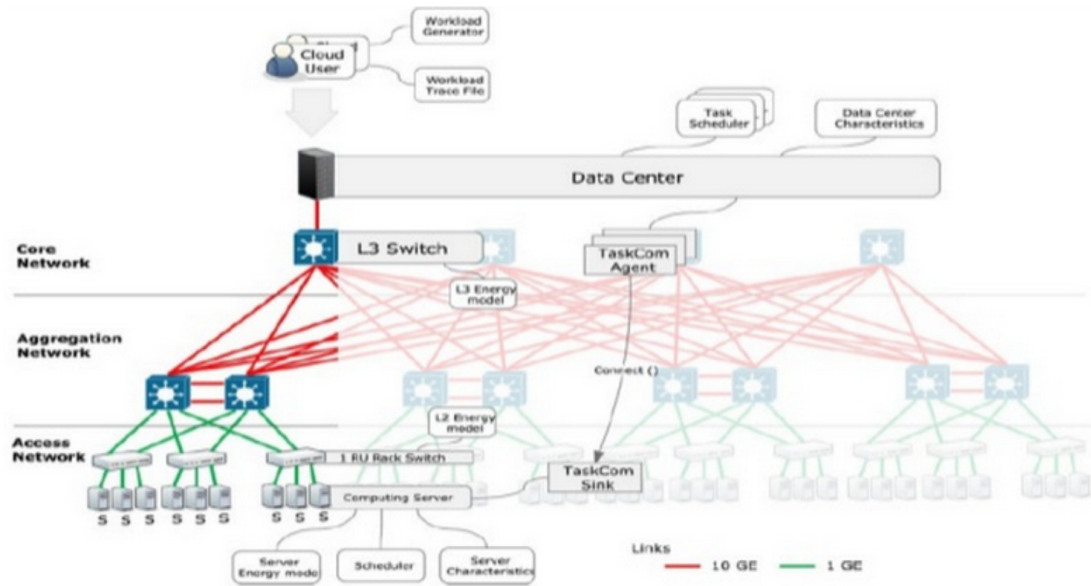 Workload
Generator
Cloud
User
Workload
Trace File
Task
Scheduler
Data Center
Characteristics
Data Center
Core
Network
L3 Switch
TaskCom
Agent
L3 Energy
model
Aggregation
Network
Connect ()
L2 Energy
model
Access
Network
1 RU Rack Switch
TaskCom
Sink
Computing Server
S S S S S S S S S
Server
Energy mode
Scheduler
Server
Characteristics
Links
10 GE
1 GE